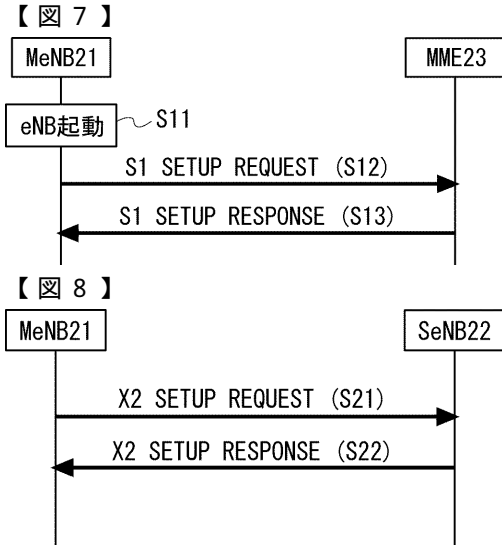 【図７】
MeNB21 MME23
eNB起動 S11
S1 SETUP REQUEST (S12)
S1 SETUP RESPONSE (S13)
【図８】
MeNB21 SeNB22
X2 SETUP REQUEST (S21)
X2 SETUP RESPONSE (S22)